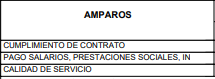 AMPAROS
CUMPLIMIENTO DE CONTRATO
PAGO SALARIOS, PRESTACIONES SOCIALES, IN
CALIDAD DE SERVICIO